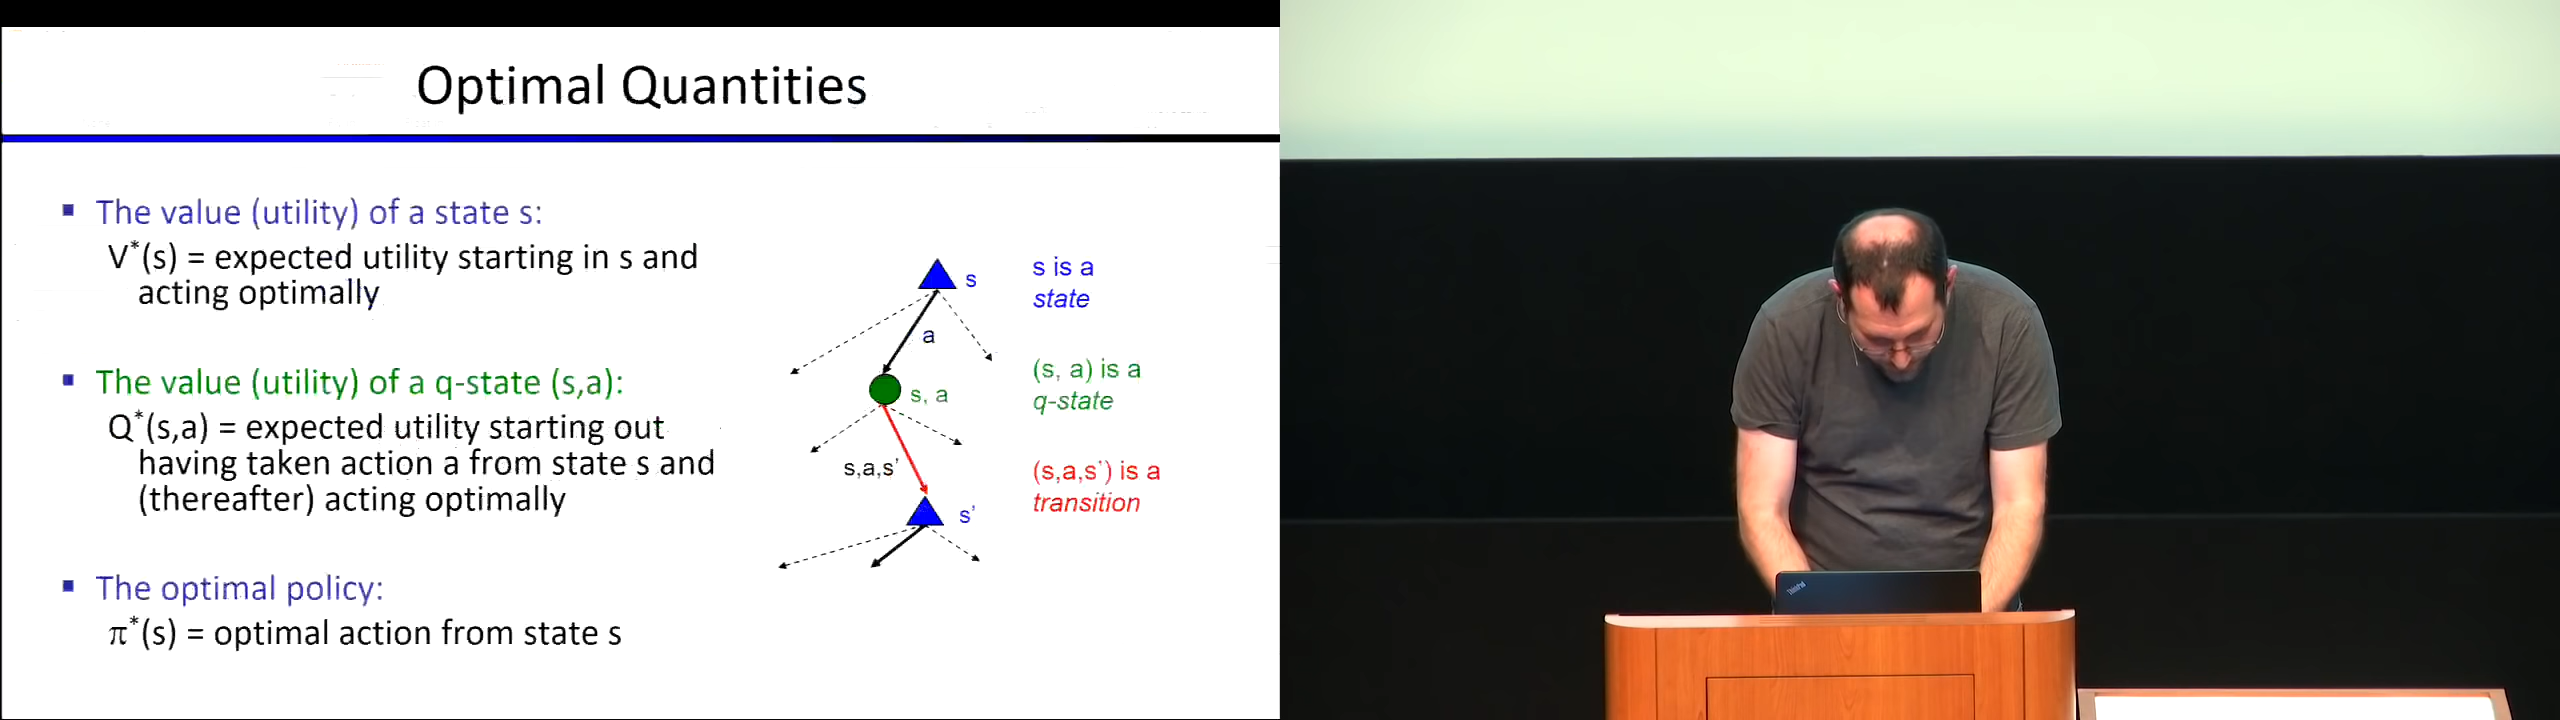 Optimal Quantities
▪ The value (utility) of a state s:
V*(s) = expected utility starting in s and
acting optimally
▪ The value (utility) of a q-state (s,a):
Q*(s,a) = expected utility starting out
having taken action a from state s and
(thereafter) acting optimally
▪ The optimal policy:
π*(s) = optimal action from state s
s
a
s, a
s,a,s'
s'
s is a
state
(s, a) is a
q-state
(s,a,s') is a
transition
ThinkPad